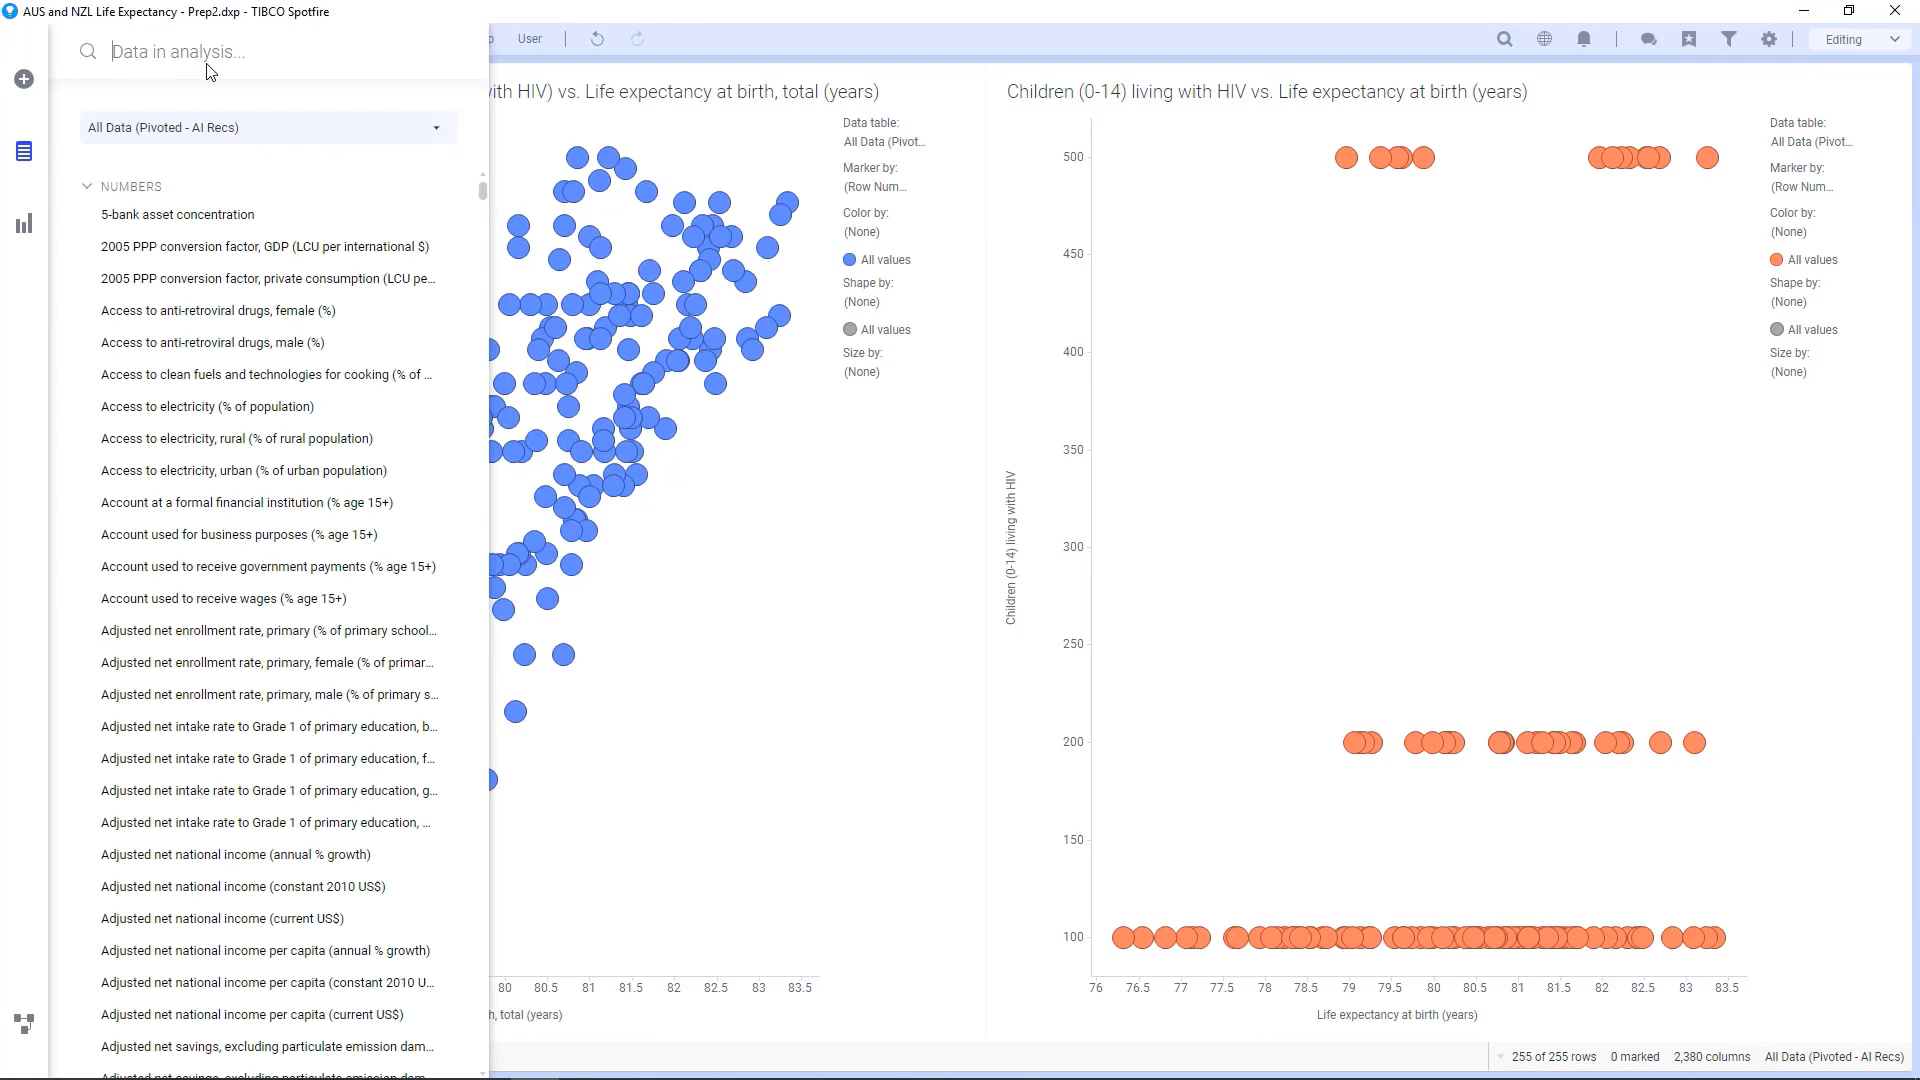 AUS and NZL Life Expectancy - Prep2.dxp - TIBCO Spotfire
Data in analysis...
User
Editing
All Data (Pivoted - AI Recs)
NUMBERS
5-bank asset concentration
2005 PPP conversion factor, GDP (LCU per international $)
2005 PPP conversion factor, private consumption (LCU pe...
Access to anti-retroviral drugs, female (%)
Access to anti-retroviral drugs, male (%)
Access to clean fuels and technologies for cooking (% of ...
Access to electricity (% of population)
Access to electricity, rural (% of rural population)
Access to electricity, urban (% of urban population)
Account at a formal financial institution (% age 15+)
Account used for business purposes (% age 15+)
Account used to receive government payments (% age 15+)
Account used to receive wages (% age 15+)
Adjusted net enrollment rate, primary (% of primary school...
Adjusted net enrollment rate, primary, female (% of primar...
Adjusted net enrollment rate, primary, male (% of primary s...
Adjusted net intake rate to Grade 1 of primary education, b...
Adjusted net intake rate to Grade 1 of primary education, f...
Adjusted net intake rate to Grade 1 of primary education, g...
Adjusted net intake rate to Grade 1 of primary education, ...
Adjusted net national income (annual % growth)
Adjusted net national income (constant 2010 US$)
Adjusted net national income (current US$)
Adjusted net national income per capita (annual % growth)
Adjusted net national income per capita (constant 2010 U...
Adjusted net national income per capita (current US$)
Adjusted net savings, excluding particulate emission dam...
with HIV) vs. Life expectancy at birth, total (years)
Data table:
All Data (Pivot...
Marker by:
(Row Num...
Color by:
(None)
All values
Shape by:
(None)
All values
Size by:
(None)
80 80.5 81 81.5 82 82.5 83 83.5
h, total (years)
Children (0-14) living with HIV vs. Life expectancy at birth (years)
500
450
400
350
300
250
200
150
100
Children (0-14) living with HIV
76 76.5 77 77.5 78 78.5 79 79.5 80 80.5 81 81.5 82 82.5 83 83.5
Life expectancy at birth (years)
Data table:
All Data (Pivot...
Marker by:
(Row Num...
Color by:
(None)
All values
Shape by:
(None)
All values
Size by:
(None)
255 of 255 rows 0 marked 2,380 columns All Data (Pivoted - AI Recs)